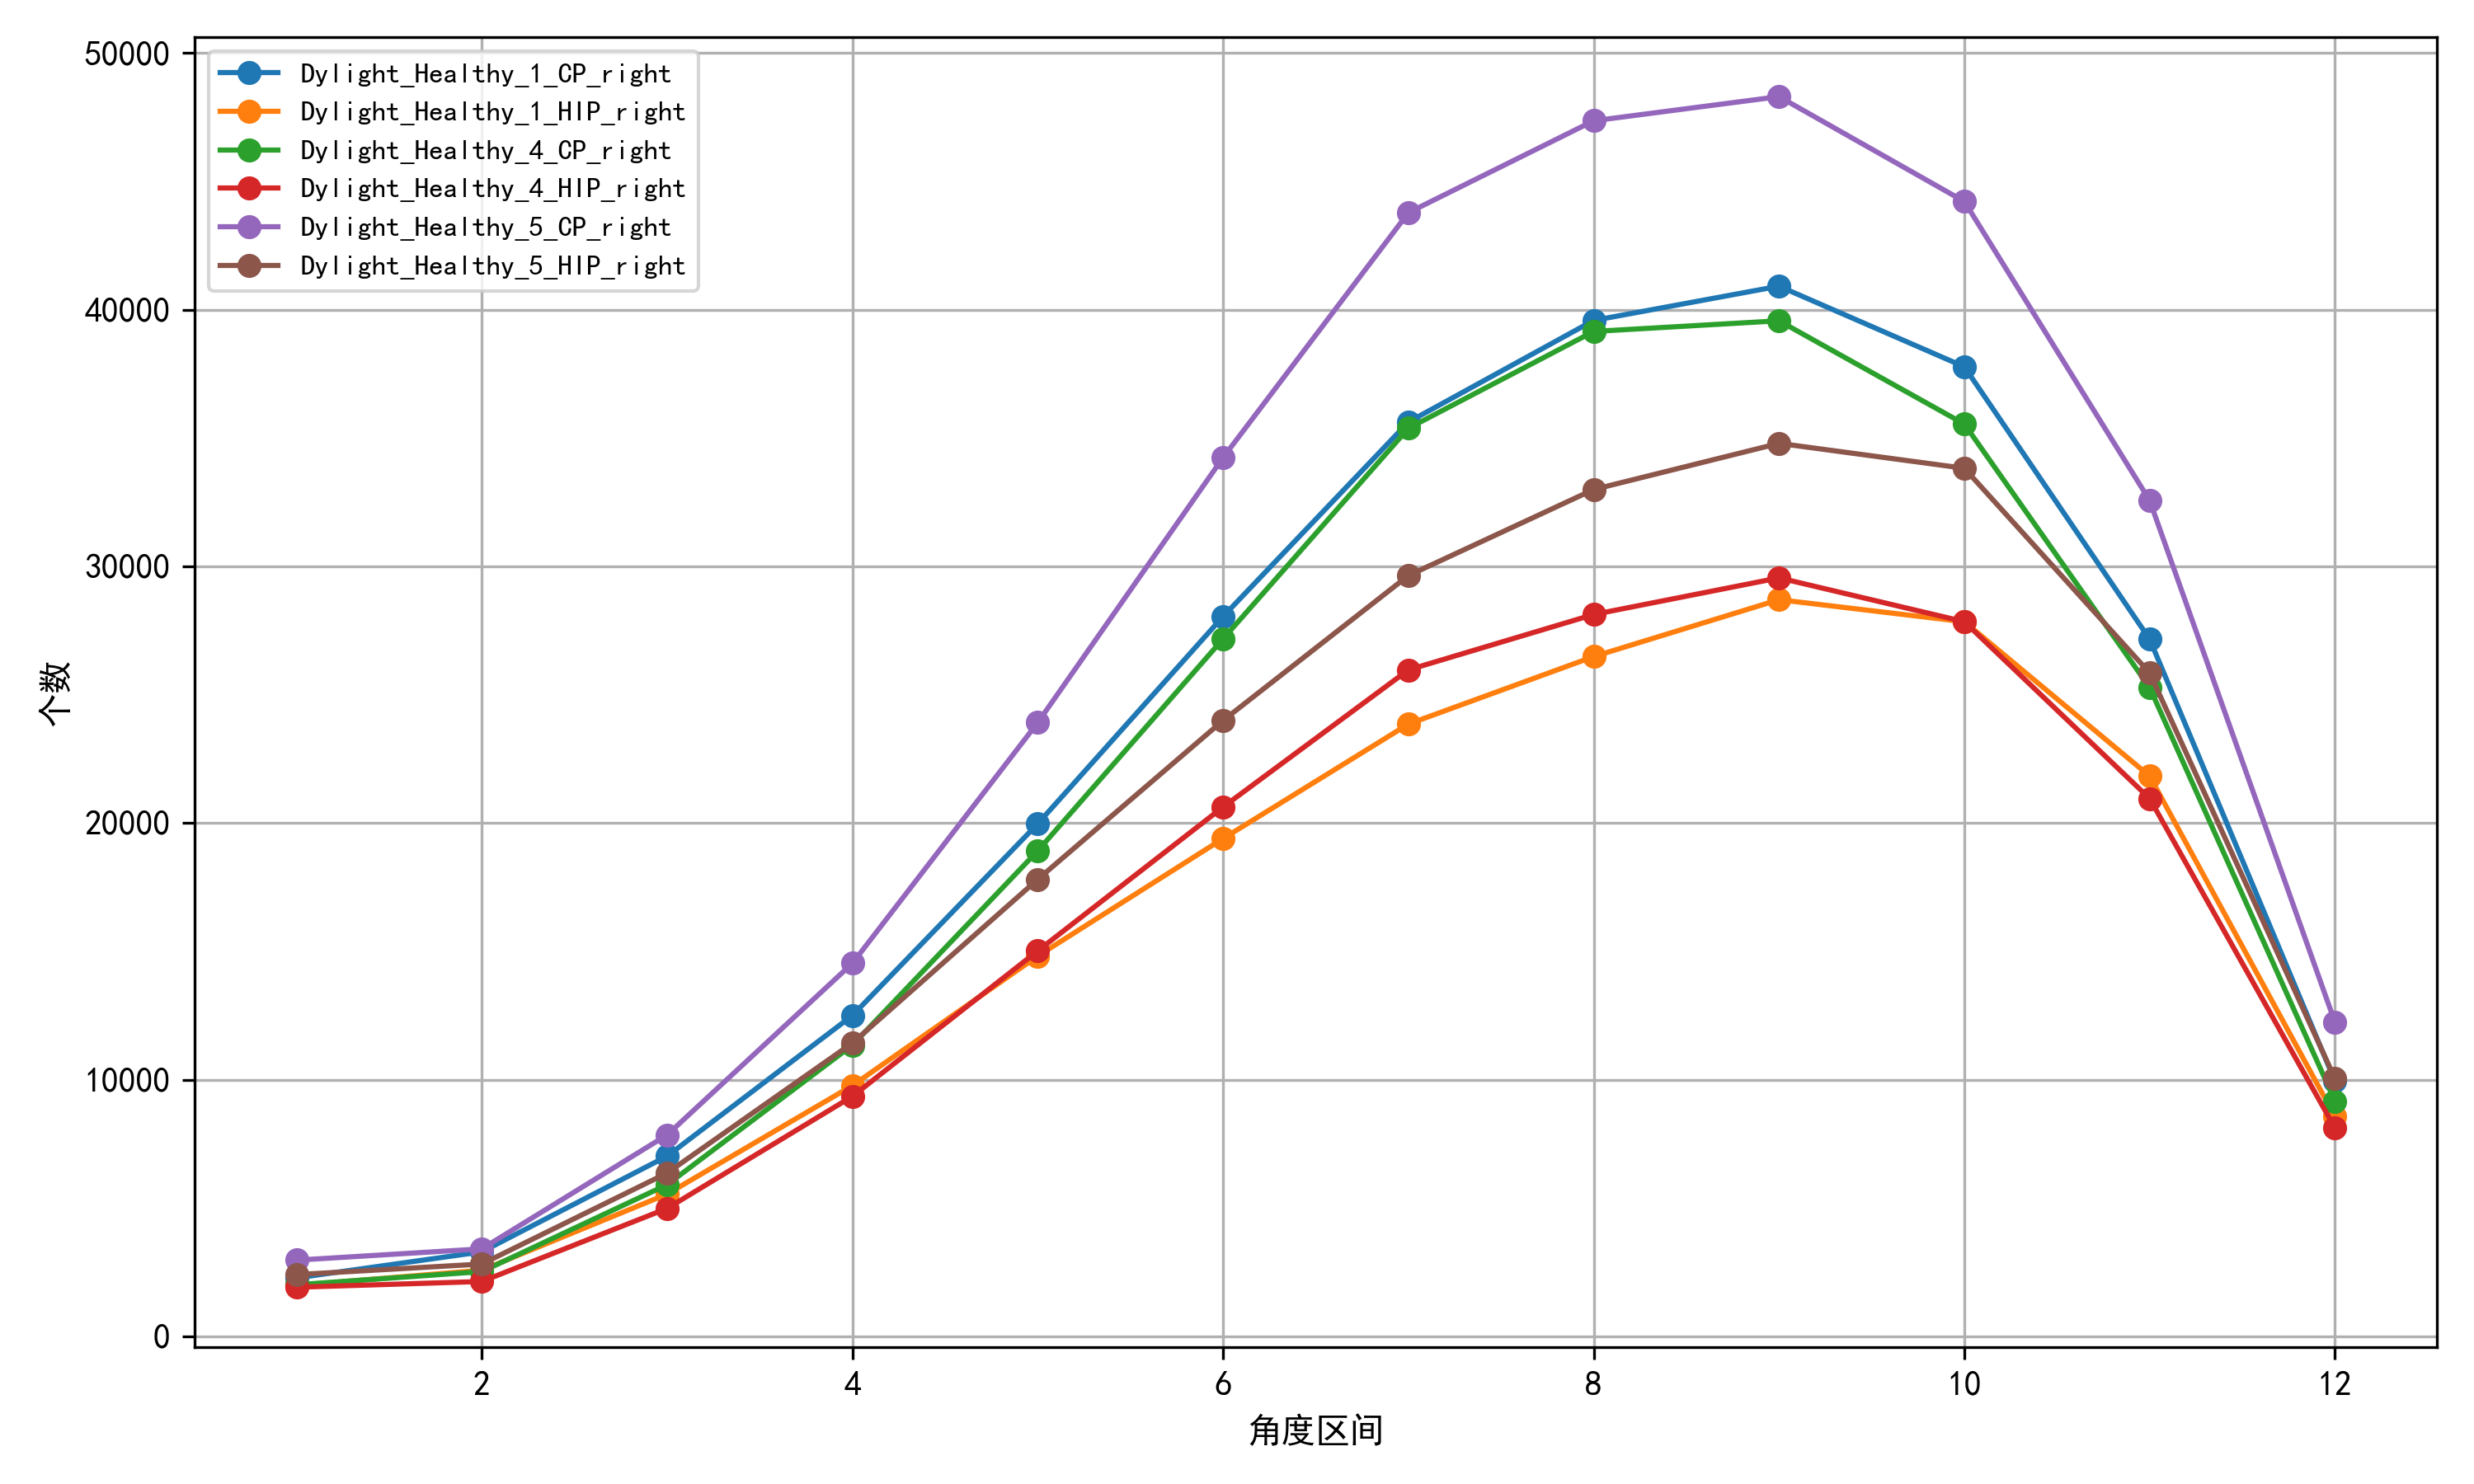 50000
40000
30000
20000
10000
0
个数
Dylight_Healthy_1_CP_right
Dylight_Healthy_1_HIP_right
Dylight_Healthy_4_CP_right
Dylight_Healthy_4_HIP_right
Dylight_Healthy_5_CP_right
Dylight_Healthy_5_HIP_right
2 4 6 8 10 12
角度区间